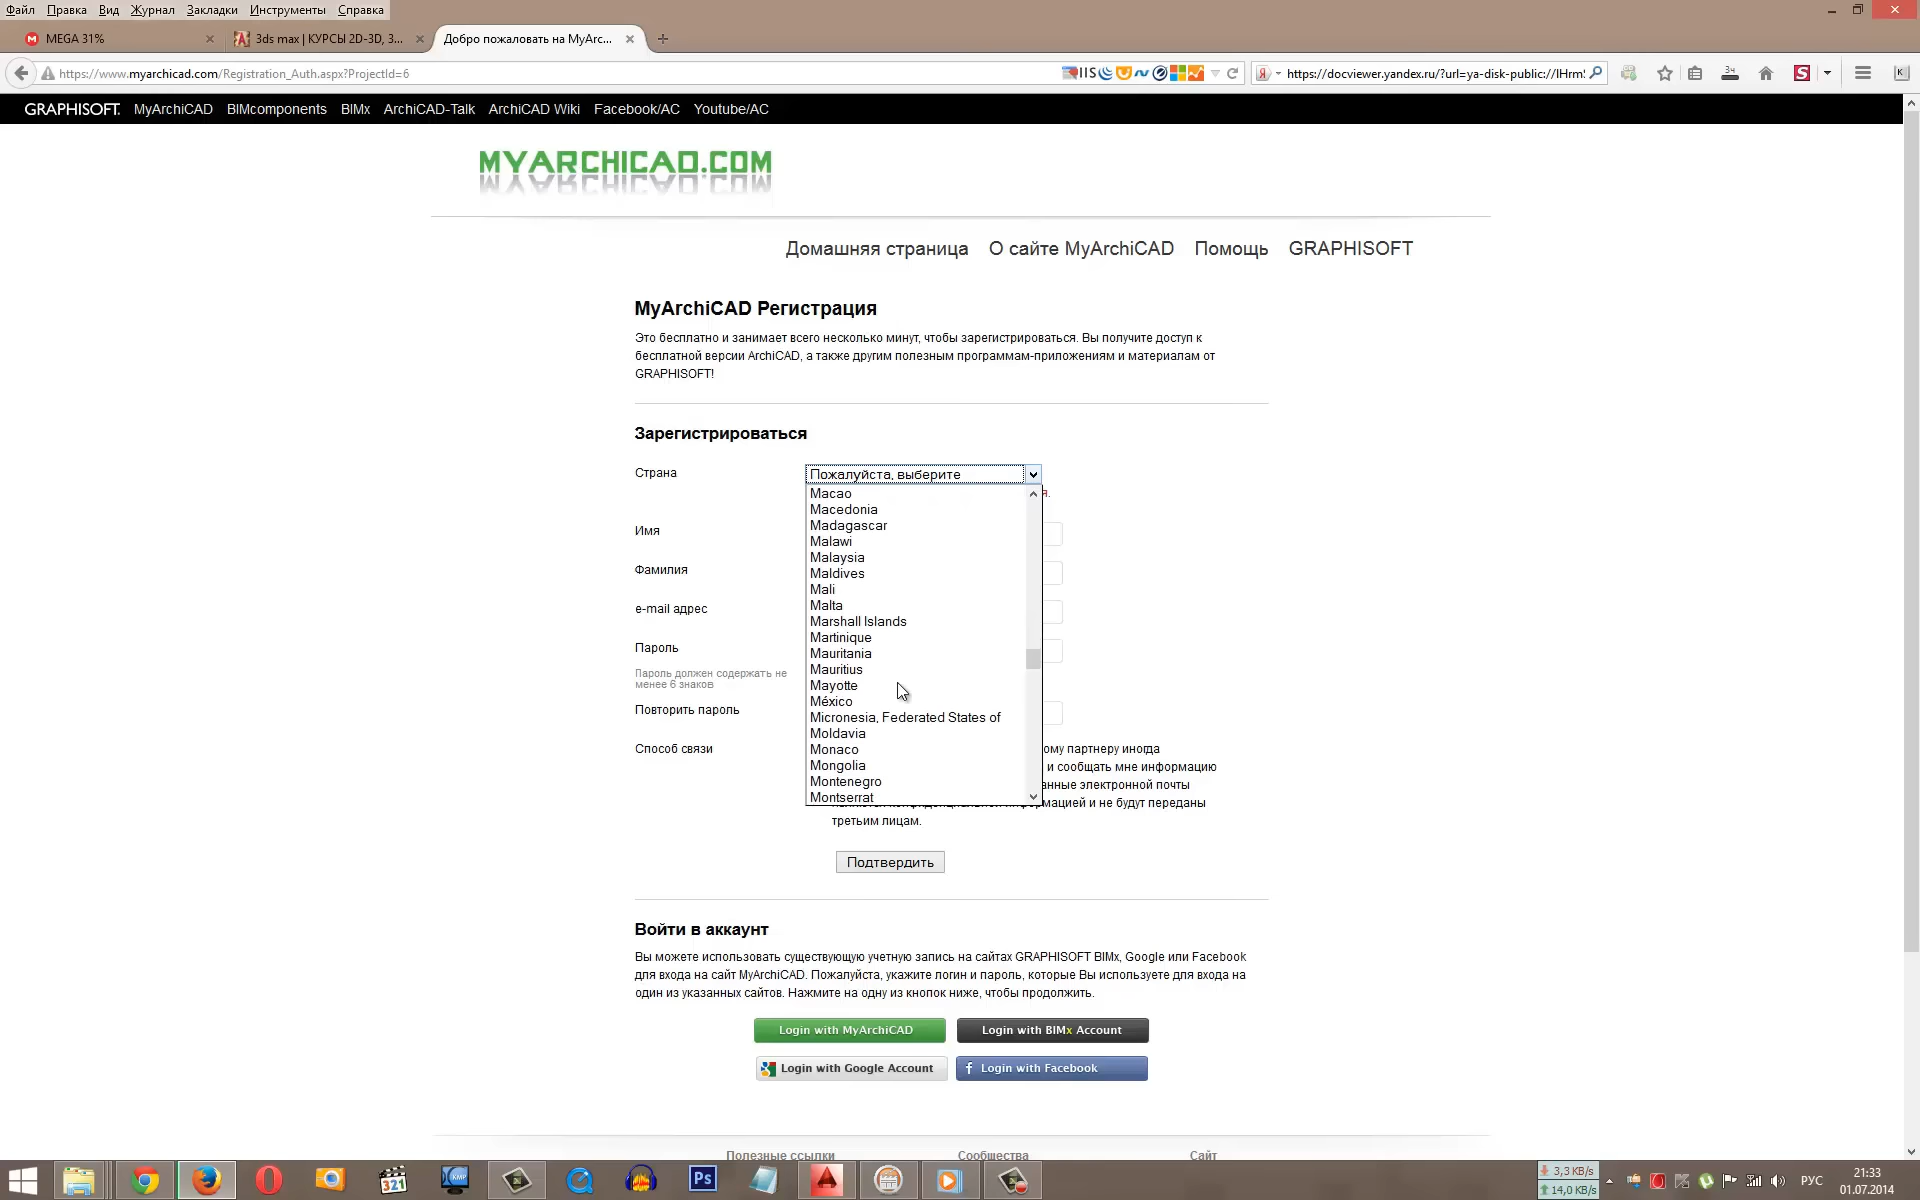 Файл Правка Вид Журнал Закладки Инструменты Справка
MEGA 31%
3ds max | КУРСЫ 2D-3D, 3...
Добро пожаловать на MyArc...
https://www.myarchicad.com/Registration_Auth.aspx?ProjectId=6
https://docviewer.yandex.ru/?url=ya-disk-public://lHrm!
GRAPHISOFT. MyArchiCAD BIMcomponents BIMx ArchiCAD-Talk ArchiCAD Wiki Facebook/AC Youtube/AC
MYARCHICAD.COM
Домашняя страница О сайте MyArchiCAD Помощь GRAPHISOFT
MyArchiCAD Регистрация
Это бесплатно и занимает всего несколько минут, чтобы зарегистрироваться. Вы получите доступ к
бесплатной версии ArchiCAD, а также другим полезным программам-приложениям и материалам от
GRAPHISOFT!
Зарегистрироваться
Страна
Пожалуйста, выберите
Macao
я.
Macedonia
Madagascar
Имя
Malawi
Malaysia
Фамилия
Maldives
Mali
e-mail адрес
Malta
Marshall Islands
Martinique
Пароль
Mauritania
Пароль должен содержать не
менее 6 знаков
Mauritius
Mayotte
México
Повторить пароль
Micronesia, Federated States of
Moldavia
Способ связи
Monaco
ому партнеру иногда
Mongolia
и сообщать мне информацию
Montenegro
анные электронной почты
Montserrat
мацией и не будут переданы
третьим лицам.
Подтвердить
Войти в аккаунт
Вы можете использовать существующую учетную запись на сайтах GRAPHISOFT BIMx, Google или Facebook
для входа на сайт MyArchiCAD. Пожалуйста, укажите логин и пароль, которые Вы используете для входа на
один из указанных сайтов. Нажмите на одну из кнопок ниже, чтобы продолжить.
Login with MyArchiCAD
Login with BIMx Account
Login with Google Account
Login with Facebook
Полезные ссылки Сообщества Сайт
321
KMP
Ps
3,3 KB/s
14,0 KB/s
РУС
21:33
01.07.2014